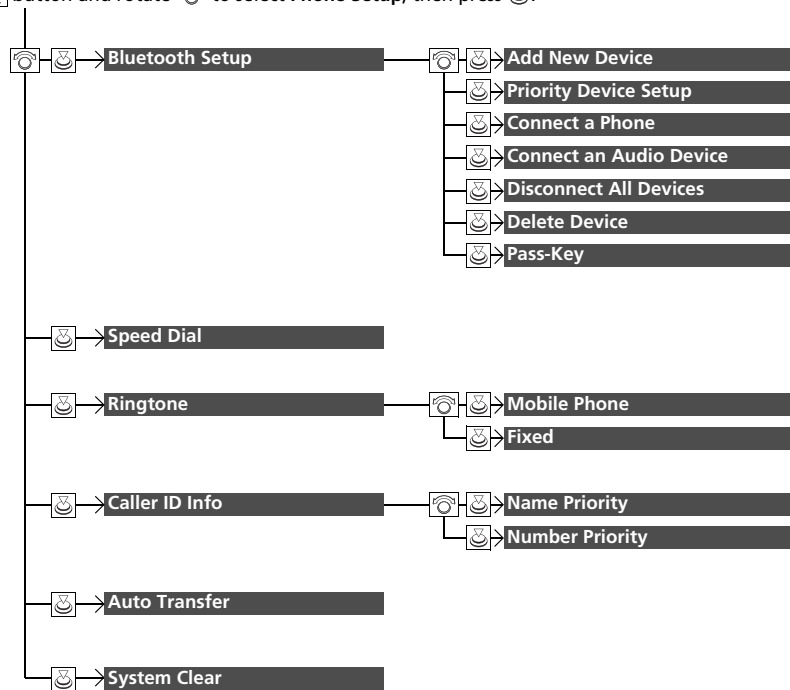 button and rotate to select Phone Setup, then press .
Bluetooth Setup
Add New Device
Priority Device Setup
Connect a Phone
Connect an Audio Device
Disconnect All Devices
Delete Device
Pass-Key
Speed Dial
Ringtone
Mobile Phone
Fixed
Caller ID Info
Name Priority
Number Priority
Auto Transfer
System Clear